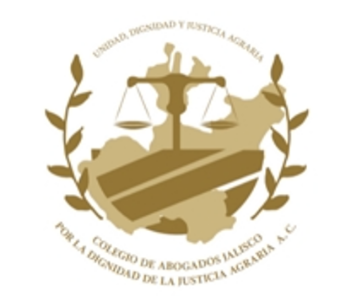 UNIDAD, DIGNIDAD Y JUSTICIA AGRARIA
COLEGIO DE ABOGADOS JALISCO
POR LA DIGNIDAD DE LA JUSTICIA AGRARIA A. C.